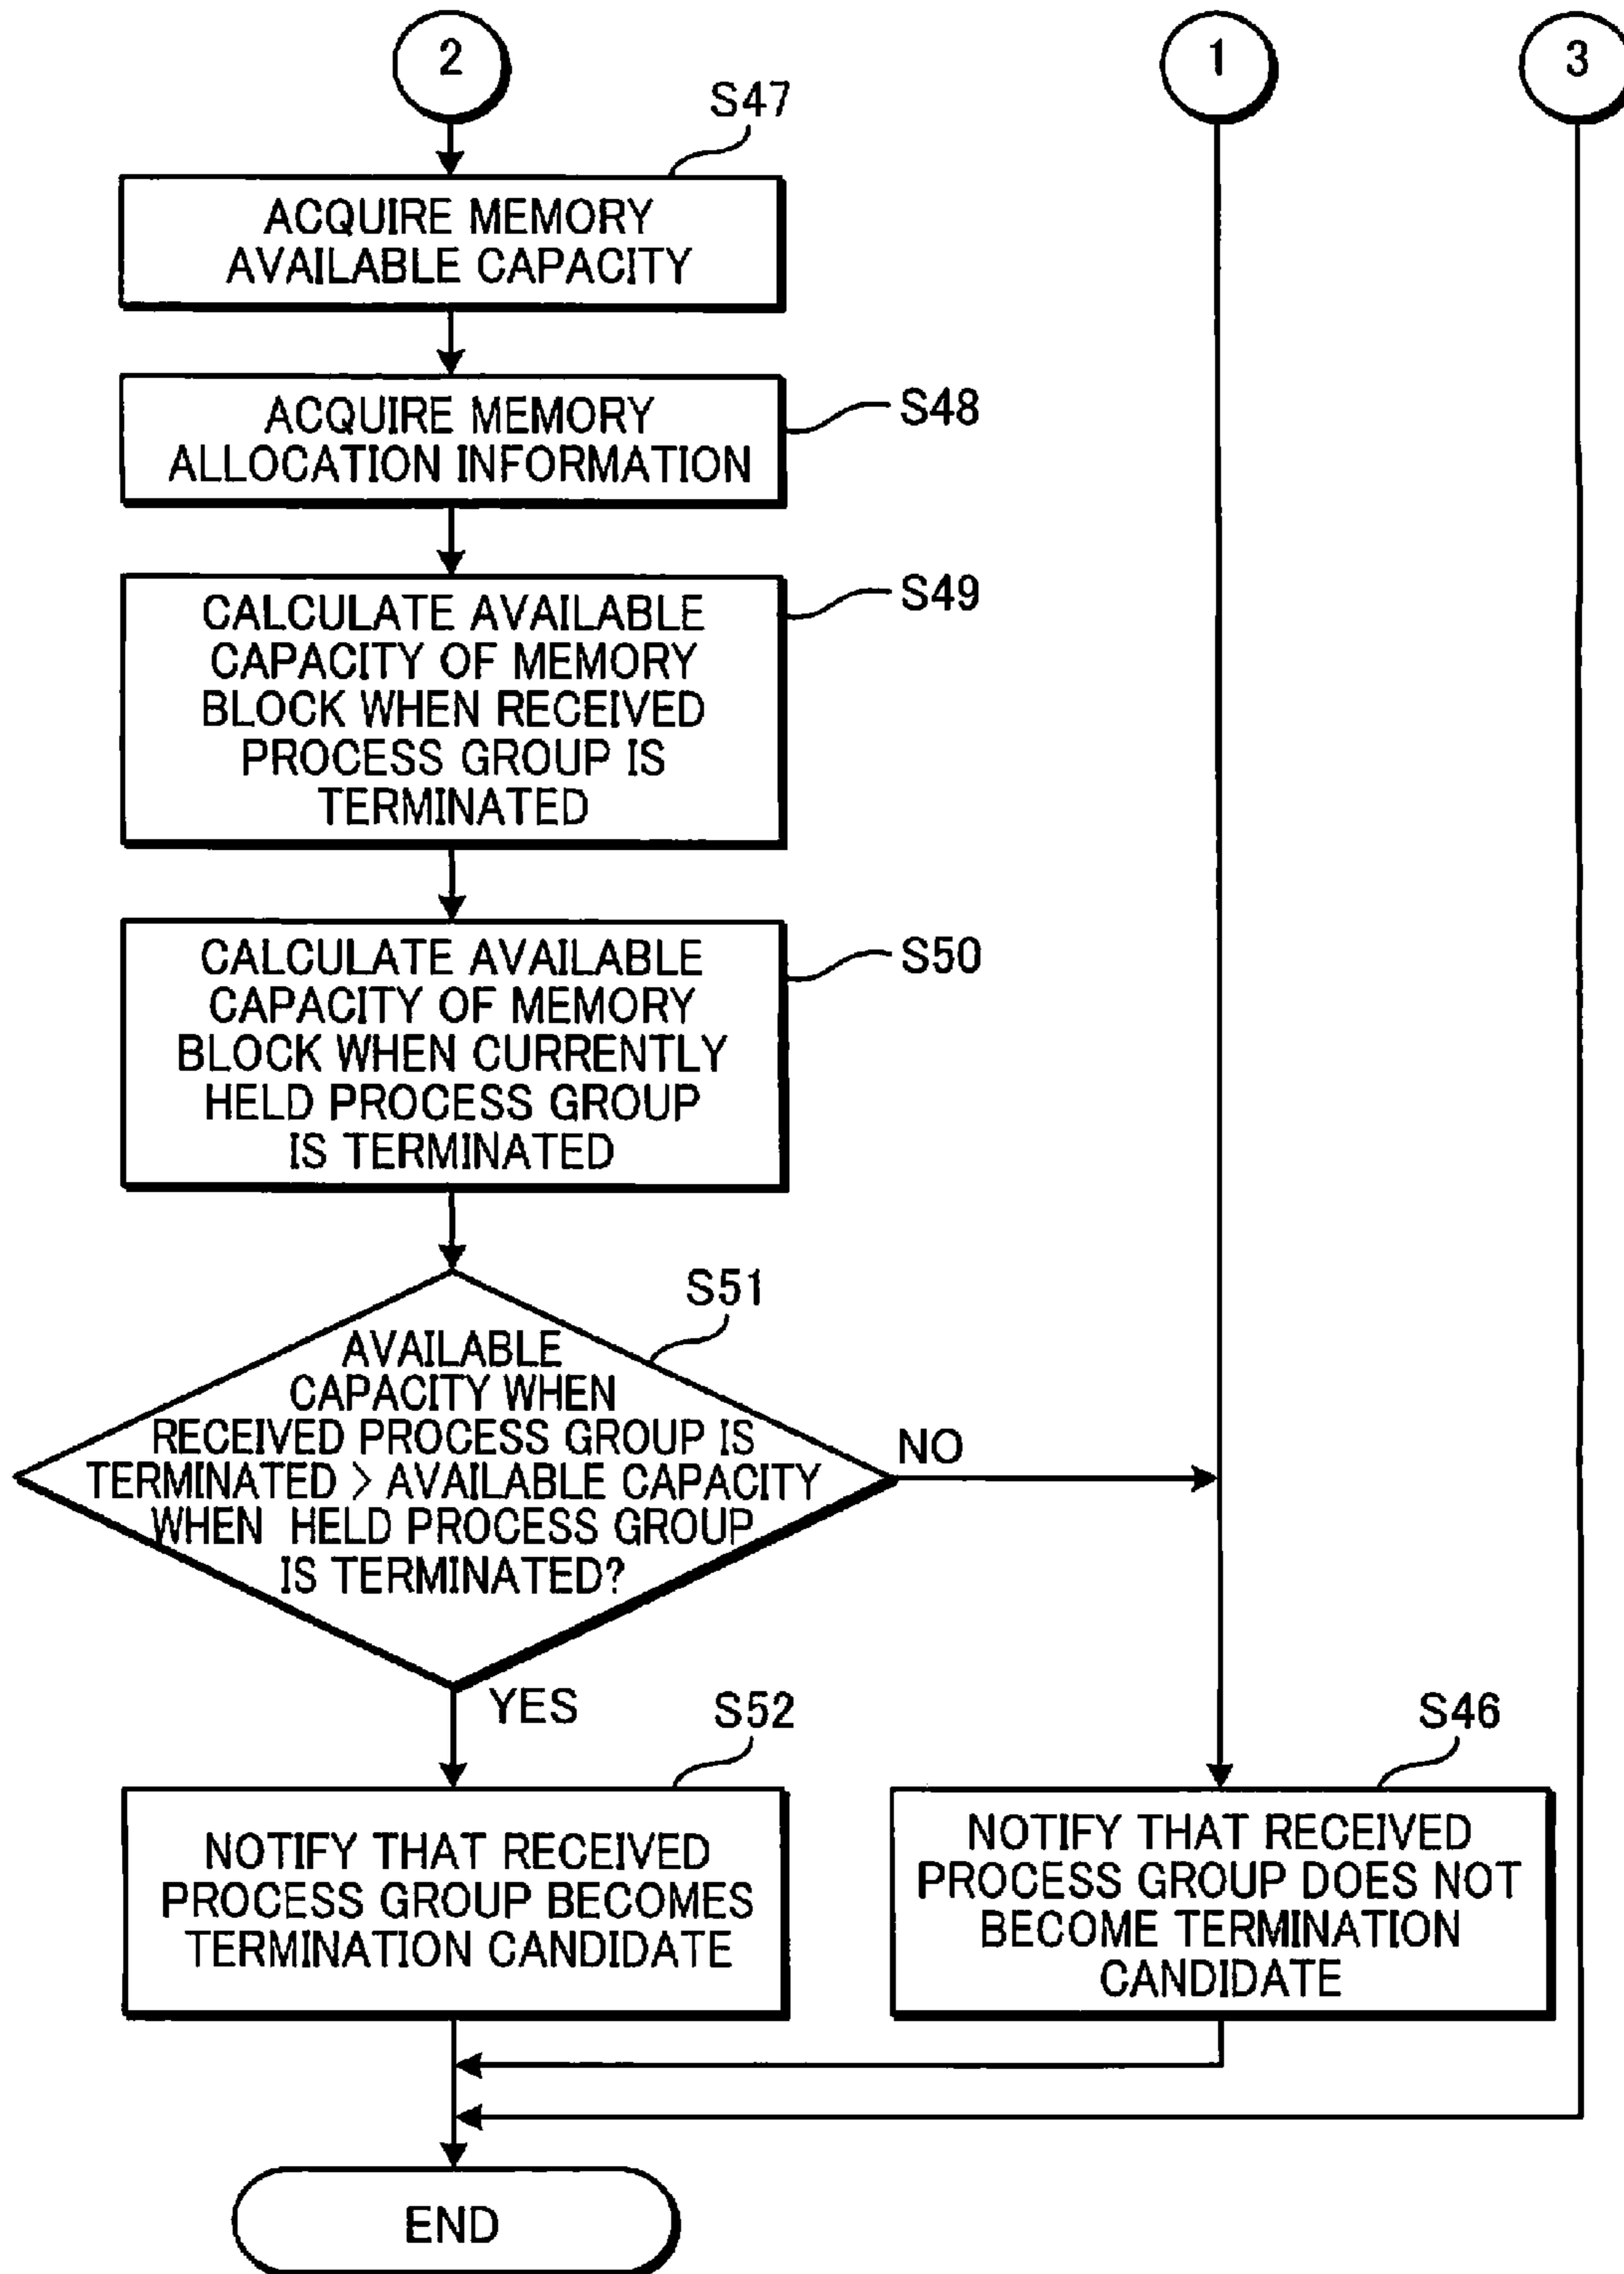 2
1
3
S47
ACQUIRE MEMORY
AVAILABLE CAPACITY
S48
ACQUIRE MEMORY
ALLOCATION INFORMATION
S49
CALCULATE AVAILABLE
CAPACITY OF MEMORY
BLOCK WHEN RECEIVED
PROCESS GROUP IS
TERMINATED
S50
CALCULATE AVAILABLE
CAPACITY OF MEMORY
BLOCK WHEN CURRENTLY
HELD PROCESS GROUP
IS TERMINATED
S51
AVAILABLE
CAPACITY WHEN
RECEIVED PROCESS GROUP IS
TERMINATED > AVAILABLE CAPACITY
WHEN HELD PROCESS GROUP
IS TERMINATED?
NO
YES
S52
NOTIFY THAT RECEIVED
PROCESS GROUP BECOMES
TERMINATION CANDIDATE
S46
NOTIFY THAT RECEIVED
PROCESS GROUP DOES NOT
BECOME TERMINATION
CANDIDATE
END